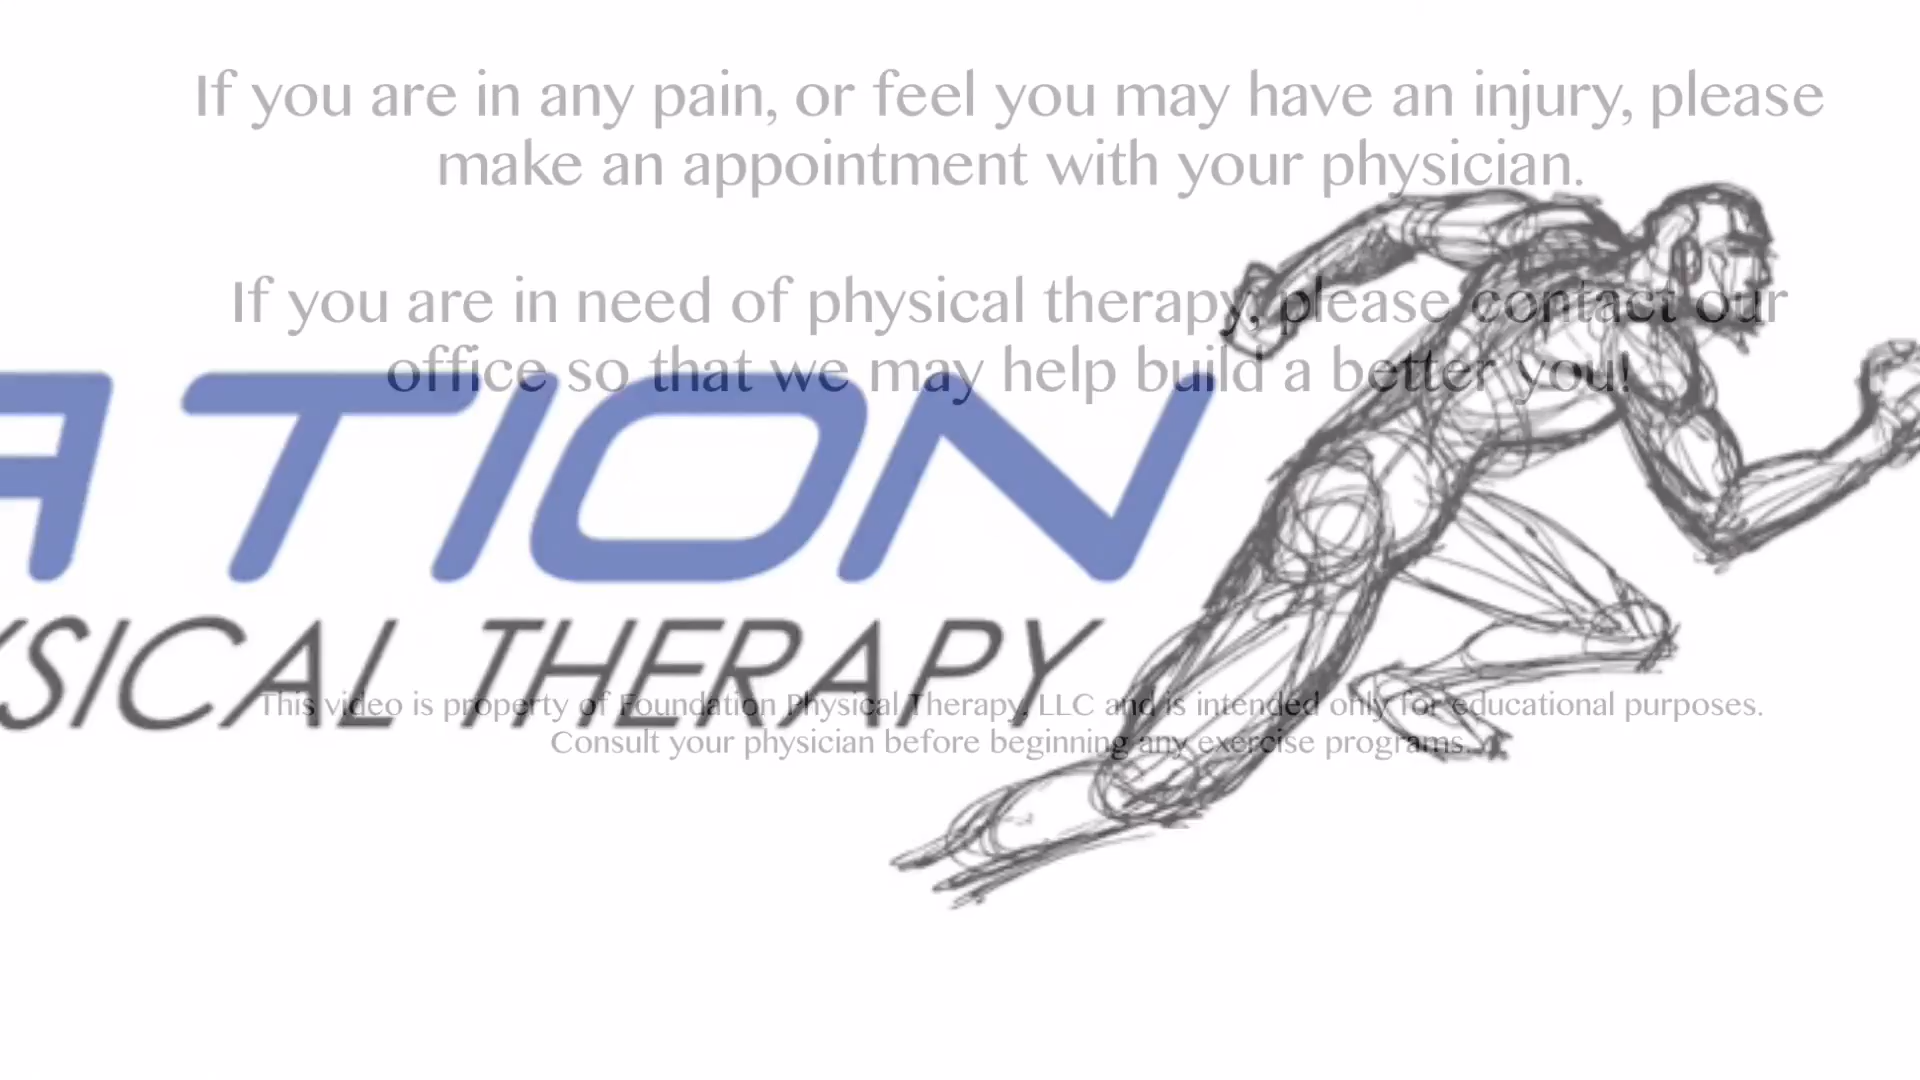 If you are in any pain, or feel you may have an injury, please
make an appointment with your physician.
If you are in need of physical therapy, please contact our
office so that we may help build a better you!
ATION
YSICAL THERAPY
This video is property of Foundation Physical Therapy, LLC and is intended only for educational purposes.
Consult your physician before beginning any exercise programs.